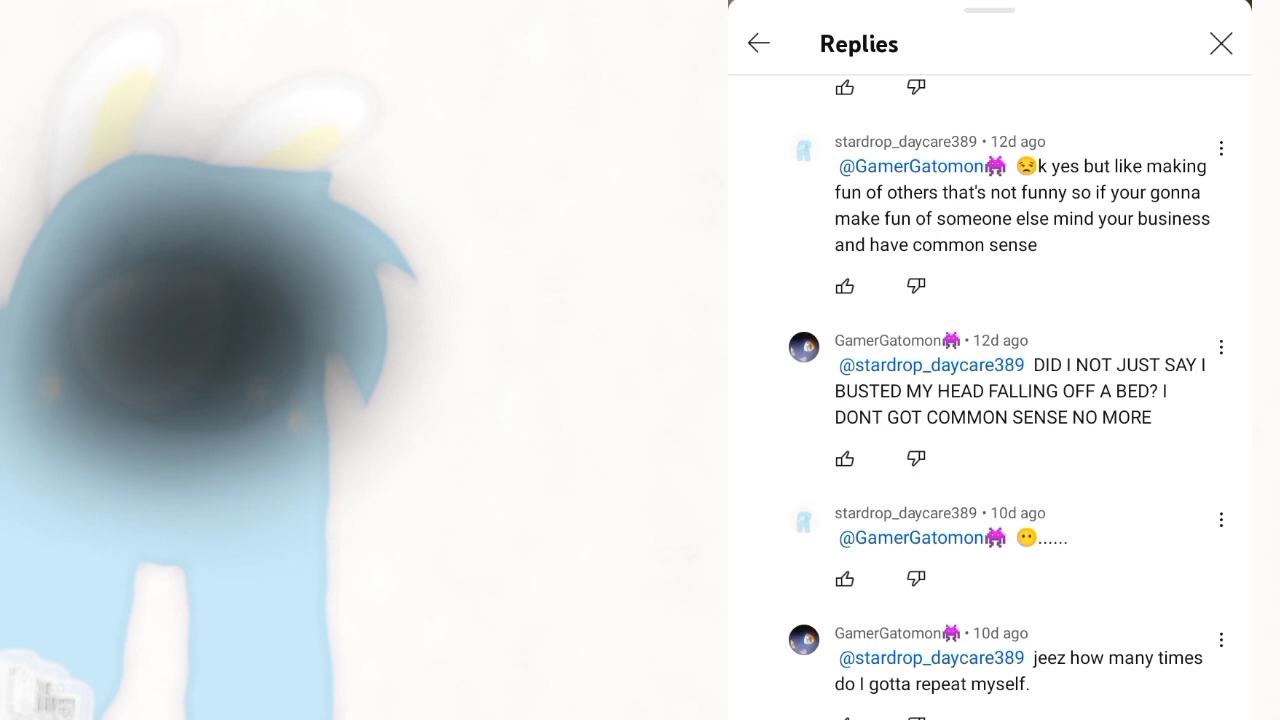 Replies
stardrop_daycare389 • 12d ago
@GamerGatomon👾 😒k yes but like making
fun of others that's not funny so if your gonna
make fun of someone else mind your business
and have common sense
GamerGatomon👾 • 12d ago
@stardrop_daycare389 DID I NOT JUST SAY I
BUSTED MY HEAD FALLING OFF A BED? I
DONT GOT COMMON SENSE NO MORE
stardrop_daycare389 • 10d ago
@GamerGatomon👾 😶......
GamerGatomon👾 • 10d ago
@stardrop_daycare389 jeez how many times
do I gotta repeat myself.